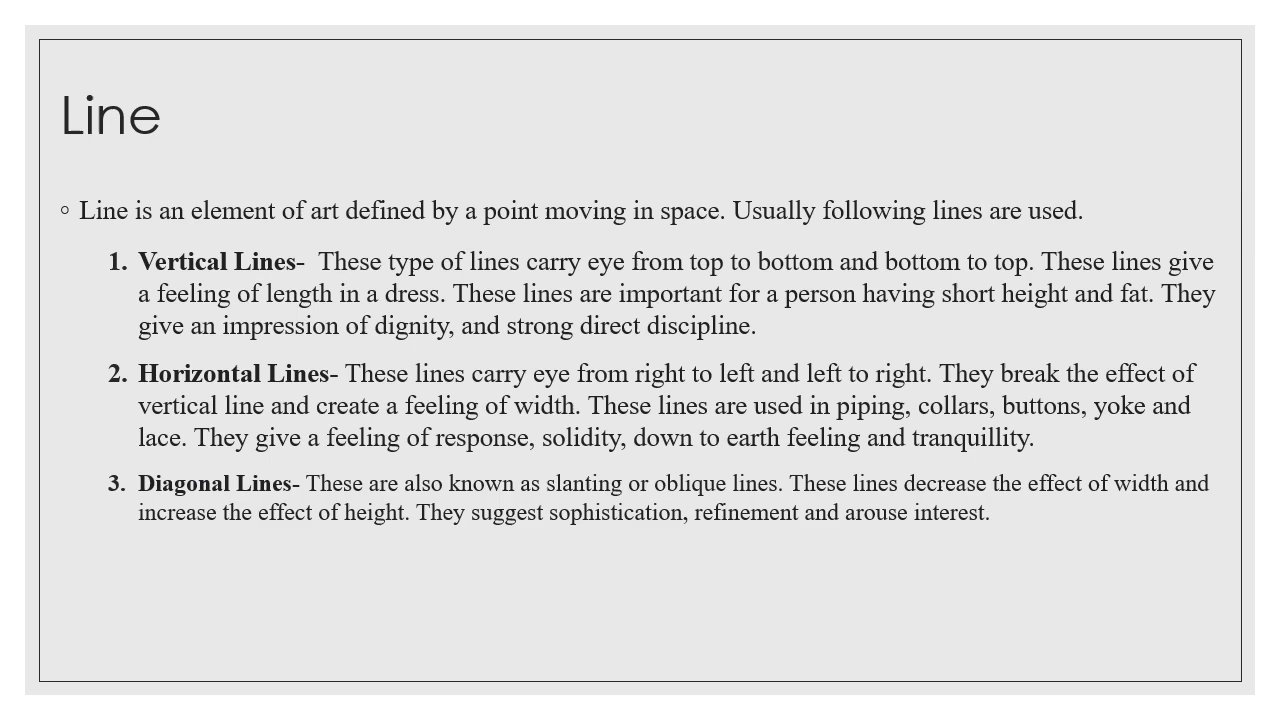 Line
◦ Line is an element of art defined by a point moving in space. Usually following lines are used.
1. Vertical Lines-  These type of lines carry eye from top to bottom and bottom to top. These lines give
a feeling of length in a dress. These lines are important for a person having short height and fat. They
give an impression of dignity, and strong direct discipline.
2. Horizontal Lines- These lines carry eye from right to left and left to right. They break the effect of
vertical line and create a feeling of width. These lines are used in piping, collars, buttons, yoke and
lace. They give a feeling of response, solidity, down to earth feeling and tranquillity.
3. Diagonal Lines- These are also known as slanting or oblique lines. These lines decrease the effect of width and
increase the effect of height. They suggest sophistication, refinement and arouse interest.